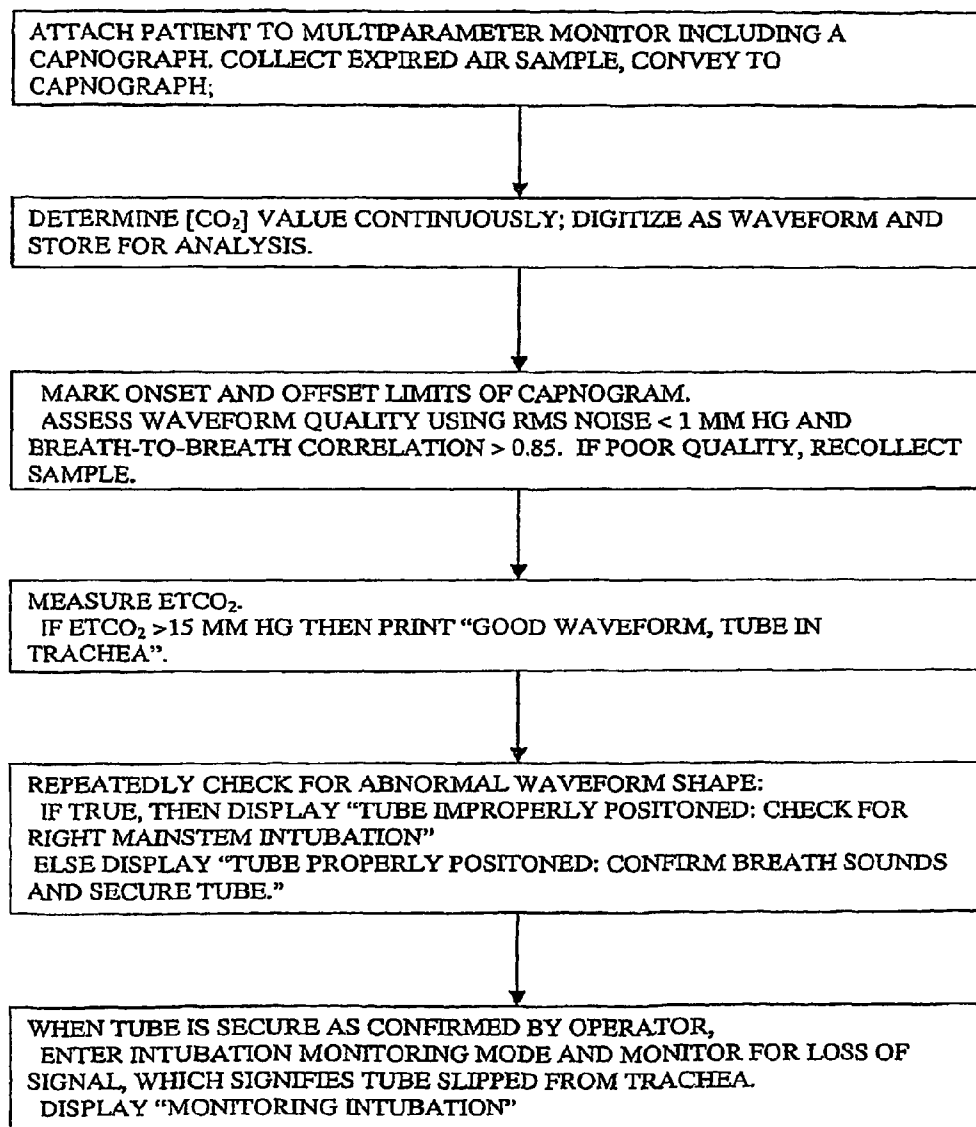 ATTACH PATIENT TO MULTIPARAMETER MONITOR INCLUDING A
CAPNOGRAPH. COLLECT EXPIRED AIR SAMPLE, CONVEY TO
CAPNOGRAPH;
DETERMINE [CO₂] VALUE CONTINUOUSLY; DIGITIZE AS WAVEFORM AND
STORE FOR ANALYSIS.
MARK ONSET AND OFFSET LIMITS OF CAPNOGRAM.
ASSESS WAVEFORM QUALITY USING RMS NOISE < 1 MM HG AND
BREATH-TO-BREATH CORRELATION > 0.85. IF POOR QUALITY, RECOLLECT
SAMPLE.
MEASURE ETCO₂.
IF ETCO₂ >15 MM HG THEN PRINT “GOOD WAVEFORM, TUBE IN
TRACHEA”.
REPEATEDLY CHECK FOR ABNORMAL WAVEFORM SHAPE:
IF TRUE, THEN DISPLAY “TUBE IMPROPERLY POSITONED: CHECK FOR
RIGHT MAINSTEM INTUBATION”
ELSE DISPLAY “TUBE PROPERLY POSITONED: CONFIRM BREATH SOUNDS
AND SECURE TUBE.”
WHEN TUBE IS SECURE AS CONFIRMED BY OPERATOR,
ENTER INTUBATION MONITORING MODE AND MONITOR FOR LOSS OF
SIGNAL, WHICH SIGNIFIES TUBE SLIPPED FROM TRACHEA.
DISPLAY “MONITORING INTUBATION”